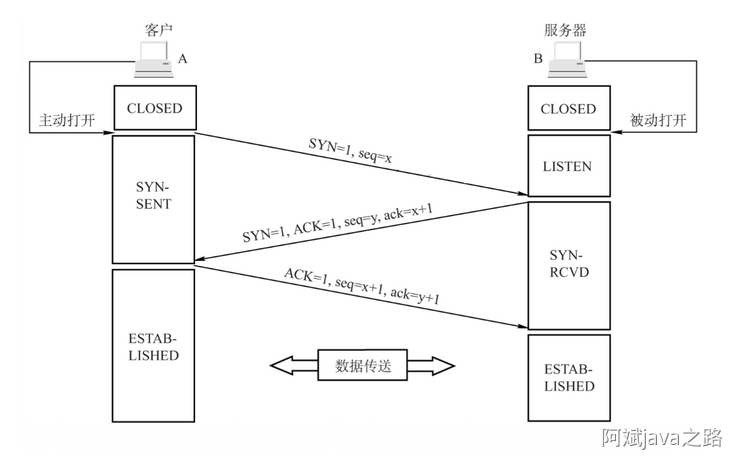 客户
服务器
A
B
主动打开
CLOSED
CLOSED
被动打开
SYN=1, seq=x
LISTEN
SYN-
SENT
SYN=1, ACK=1, seq=y, ack=x+1
SYN-
RCVD
ACK=1, seq=x+1, ack=y+1
ESTAB-
LISHED
数据传送
ESTAB-
LISHED
阿斌java之路